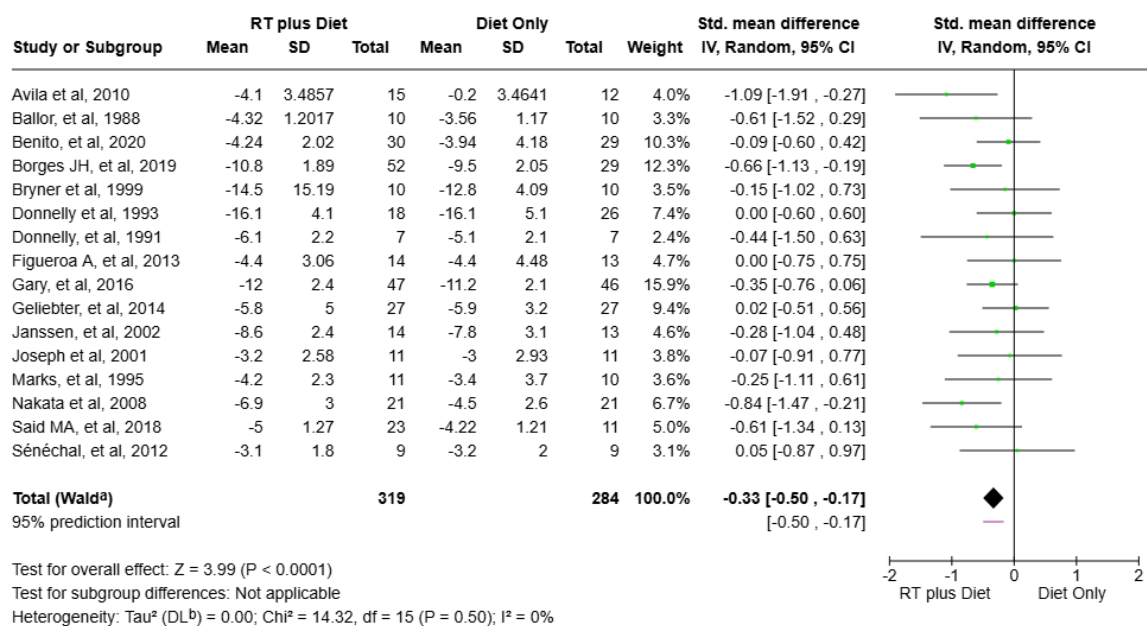 RT plus Diet Diet Only Std. mean difference Std. mean difference
Study or Subgroup Mean SD Total Mean SD Total Weight IV, Random, 95% CI IV, Random, 95% CI
Avila et al, 2010 -4.1 3.4857 15 -0.2 3.4641 12 4.0% -1.09 [-1.91 , -0.27]
Ballor, et al, 1988 -4.32 1.2017 10 -3.56 1.17 10 3.3% -0.61 [-1.52 , 0.29]
Benito, et al, 2020 -4.24 2.02 30 -3.94 4.18 29 10.3% -0.09 [-0.60 , 0.42]
Borges JH, et al, 2019 -10.8 1.89 52 -9.5 2.05 29 12.3% -0.66 [-1.13 , -0.19]
Bryner et al, 1999 -14.5 15.19 10 -12.8 4.09 10 3.5% -0.15 [-1.02 , 0.73]
Donnelly et al, 1993 -16.1 4.1 18 -16.1 5.1 26 7.4% 0.00 [-0.60 , 0.60]
Donnelly, et al, 1991 -6.1 2.2 7 -5.1 2.1 7 2.4% -0.44 [-1.50 , 0.63]
Figueroa A, et al, 2013 -4.4 3.06 14 -4.4 4.48 13 4.7% 0.00 [-0.75 , 0.75]
Gary, et al, 2016 -12 2.4 47 -11.2 2.1 46 15.9% -0.35 [-0.76 , 0.06]
Geliebter, et al, 2014 -5.8 5 27 -5.9 3.2 27 9.4% 0.02 [-0.51 , 0.56]
Janssen, et al, 2002 -8.6 2.4 14 -7.8 3.1 13 4.6% -0.28 [-1.04 , 0.48]
Joseph et al, 2001 -3.2 2.58 11 -3 2.93 11 3.8% -0.07 [-0.91 , 0.77]
Marks, et al, 1995 -4.2 2.3 11 -3.4 3.7 10 3.6% -0.25 [-1.11 , 0.61]
Nakata et al, 2008 -6.9 3 21 -4.5 2.6 21 6.7% -0.84 [-1.47 , -0.21]
Said MA, et al, 2018 -5 1.27 23 -4.22 1.21 11 5.0% -0.61 [-1.34 , 0.13]
Sénéchal, et al, 2012 -3.1 1.8 9 -3.2 2 9 3.1% 0.05 [-0.87 , 0.97]
Total (Waldᵃ) 319 284 100.0% -0.33 [-0.50 , -0.17]
95% prediction interval [-0.50 , -0.17]
Test for overall effect: Z = 3.99 (P < 0.0001)
Test for subgroup differences: Not applicable
Heterogeneity: Tau² (DLᵇ) = 0.00; Chi² = 14.32, df = 15 (P = 0.50); I² = 0%
-2 -1 0 1 2
RT plus Diet Diet Only